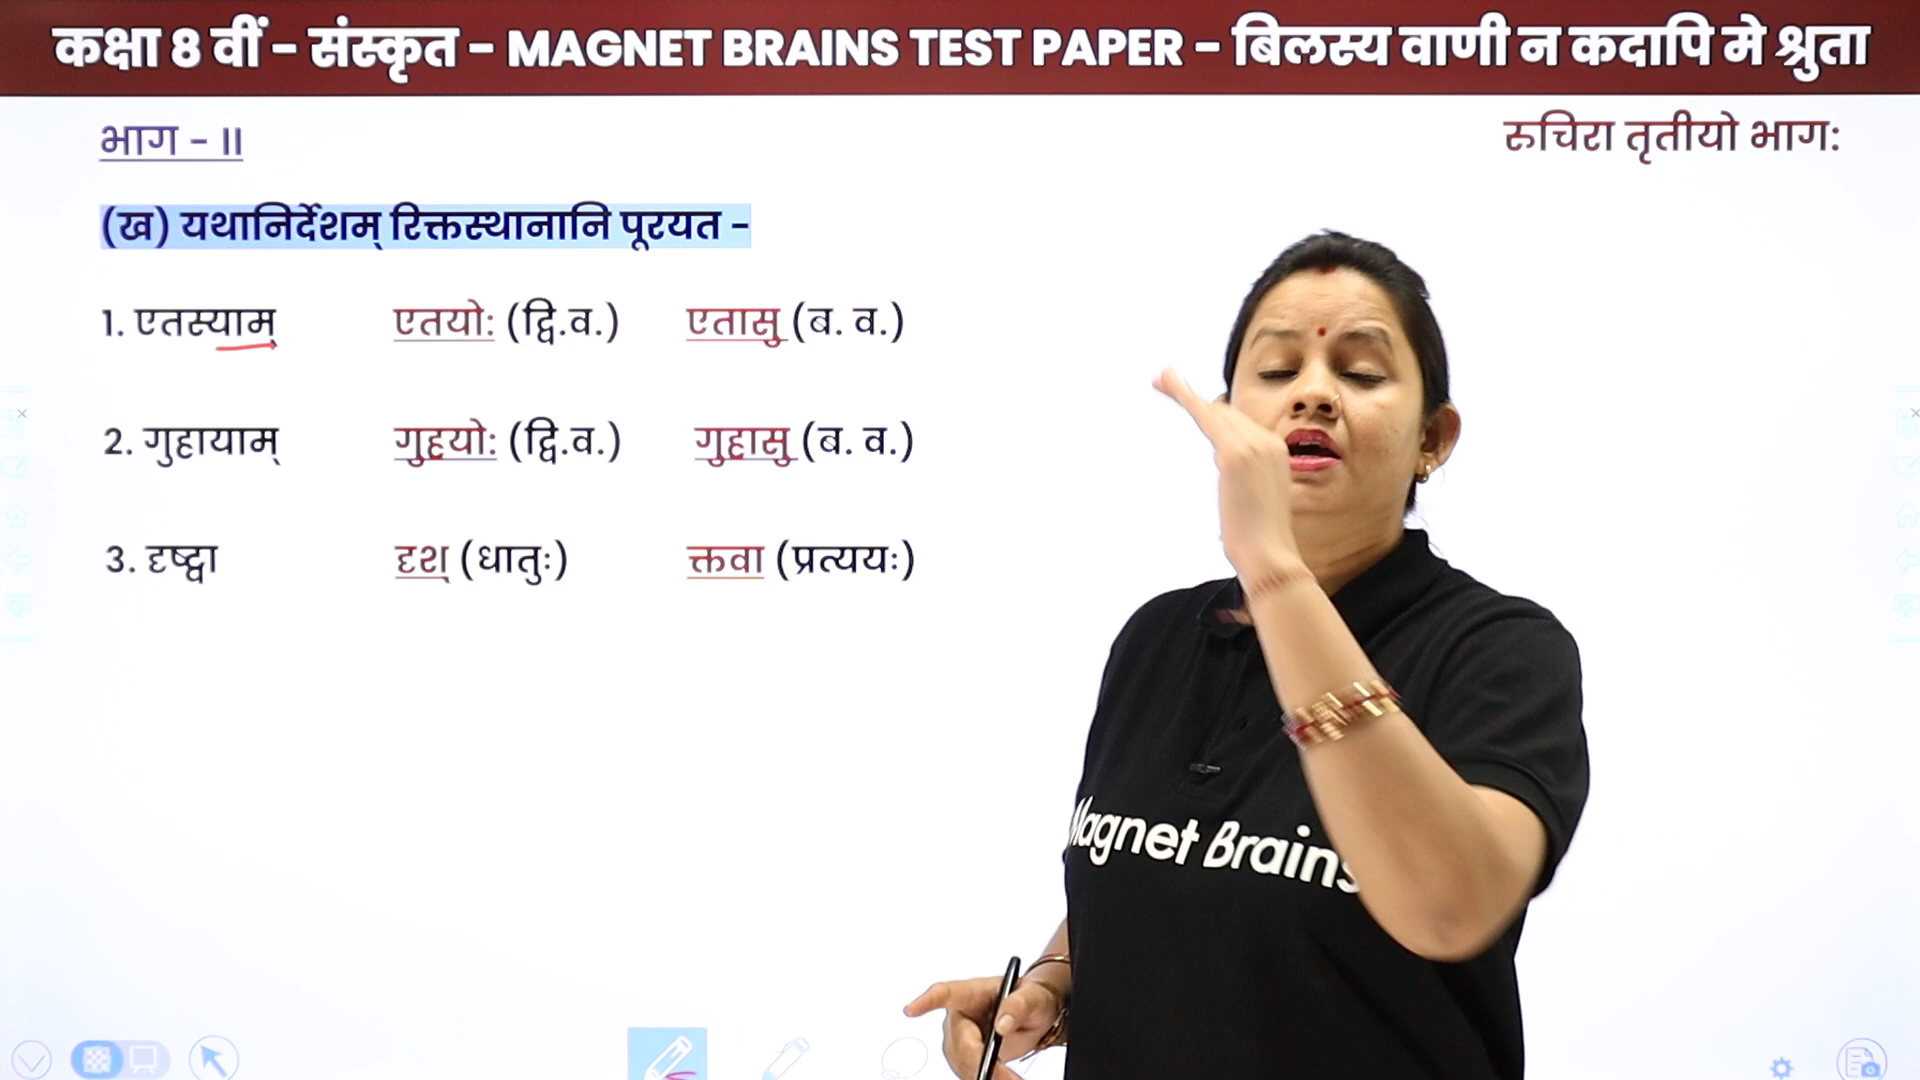 कक्षा 8 वीं - संस्कृत - MAGNET BRAINS TEST PAPER - बिलस्य वाणी न कदापि मे श्रुता
भाग - II
रुचिरा तृतीयो भाग:
(ख) यथानिर्देशम् रिक्तस्थानानि पूरयत -
1. एतस्याम् एतयो: (द्वि.व.) एतासु (ब. व.)
2. गुहायाम् गुहयो: (द्वि.व.) गुहासु (ब. व.)
3. दृष्ट्वा दृश् (धातुः) क्तवा (प्रत्ययः)
Magnet Brains